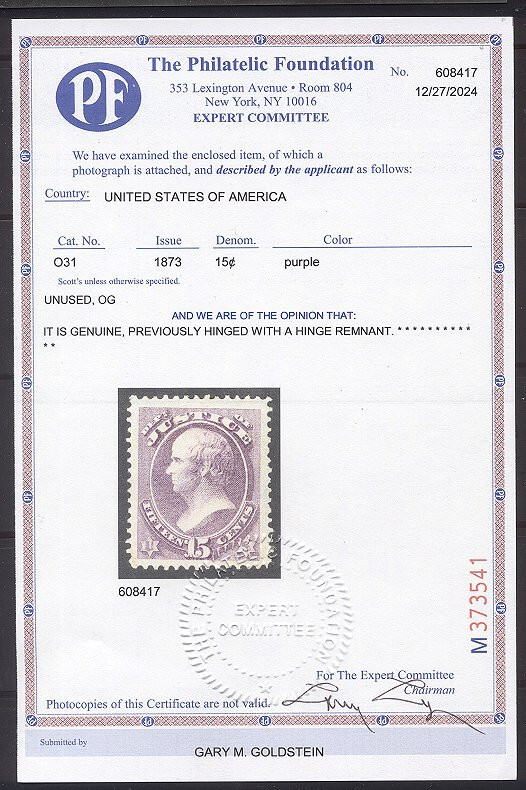 PF
The Philatelic Foundation
353 Lexington Avenue • Room 804
New York, NY 10016
EXPERT COMMITTEE
No. 608417
12/27/2024
We have examined the enclosed item, of which a
photograph is attached, and described by the applicant as follows:
Country: UNITED STATES OF AMERICA
Cat. No. Issue Denom. Color
O31 1873 15¢ purple
Scott's unless otherwise specified.
UNUSED, OG
AND WE ARE OF THE OPINION THAT:
IT IS GENUINE, PREVIOUSLY HINGED WITH A HINGE REMNANT. * * * * * * * * * *
* *
DEPT. OF
JUSTICE
FIFTEEN CENTS
15
608417
PHILATELIC FOUNDATION
EXPERT
COMMITTEE
M 373541
For The Expert Committee
Chairman
Photocopies of this Certificate are not valid.
Submitted by
GARY M. GOLDSTEIN